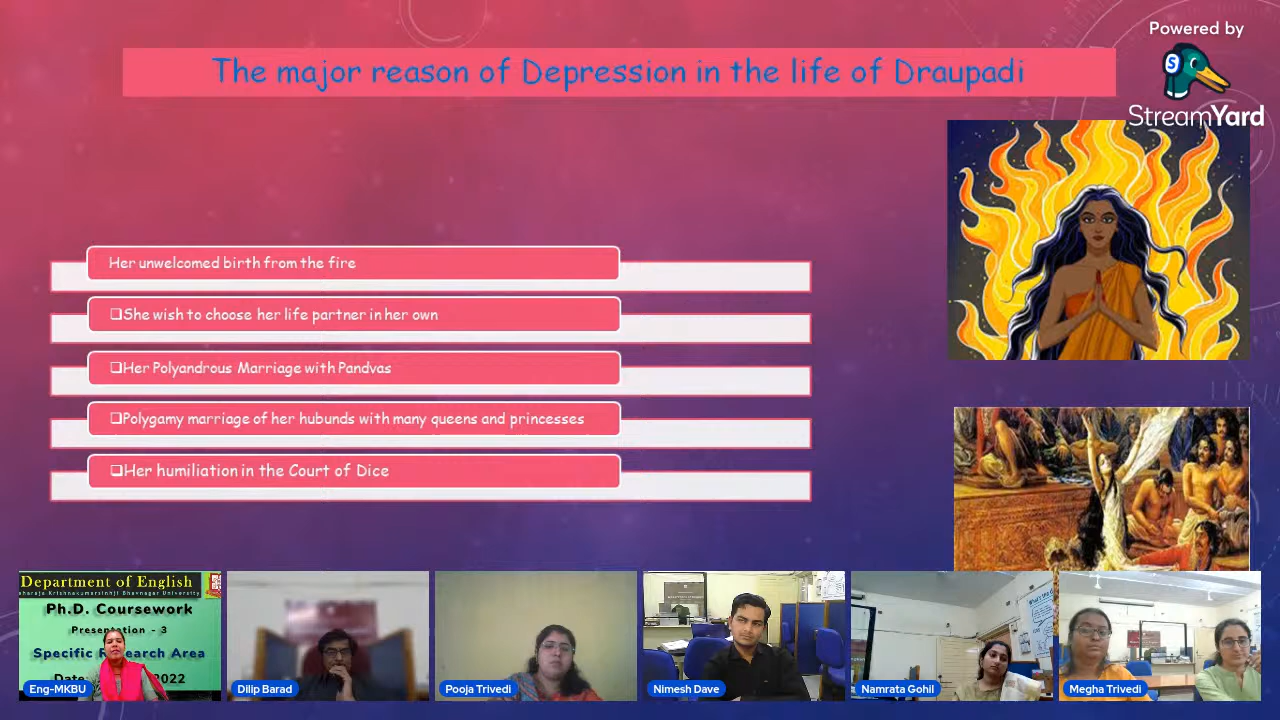 Powered by
StreamYard
The major reason of Depression in the life of Draupadi
Her unwelcomed birth from the fire
❑She wish to choose her life partner in her own
❑Her Polyandrous Marriage with Pandvas
❑Polygamy marriage of her hubunds with many queens and princesses
❑Her humiliation in the Court of Dice
Department of English
Krishnakumarsinhji Bhavnagar University
Ph.D. Coursework
Presentation - 3
Specific Area
2022
Eng-MKBU
Dilip Barad
Pooja Trivedi
Nimesh Dave
Namrata Gohil
Megha Trivedi